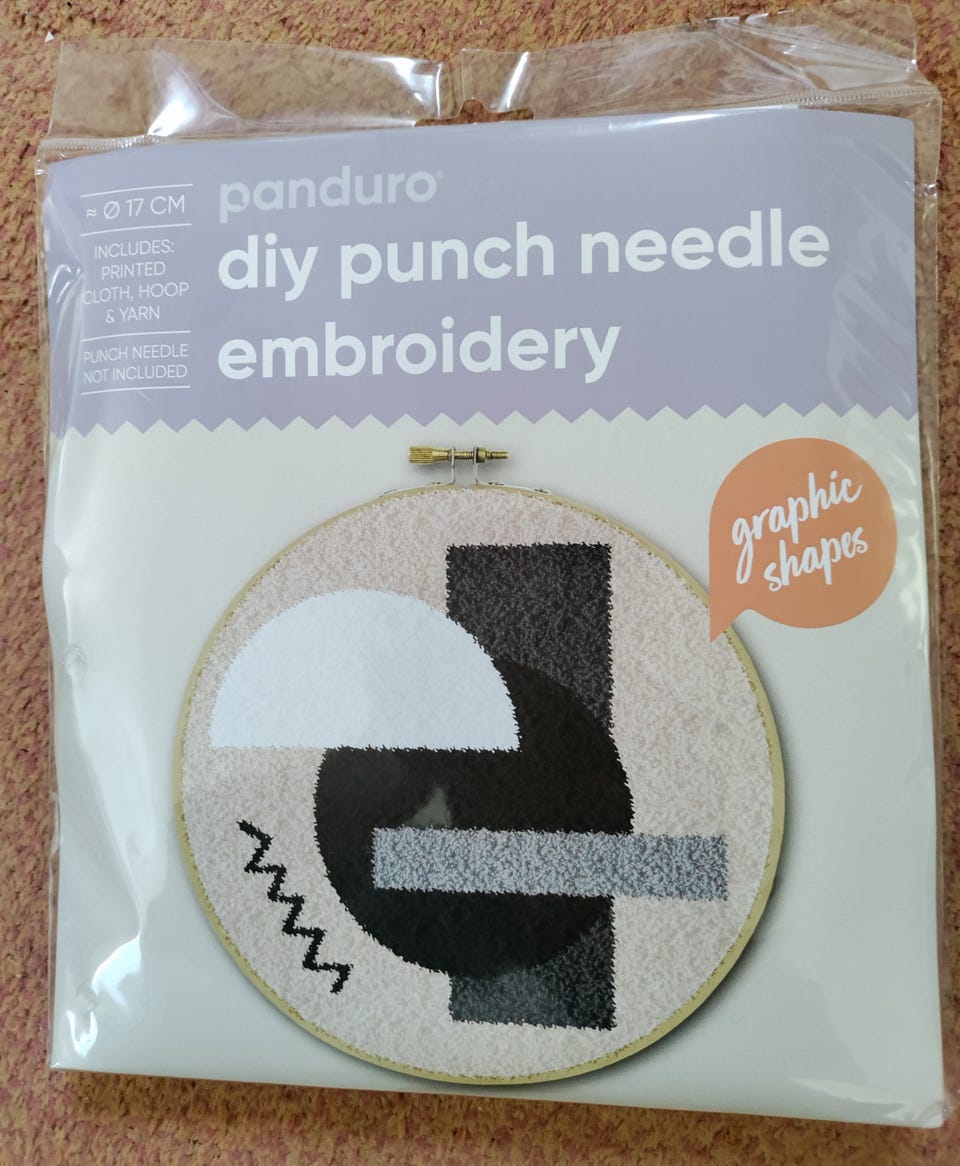 ≈ Ø 17 CM
INCLUDES:
PRINTED
CLOTH, HOOP
& YARN
PUNCH NEEDLE
NOT INCLUDED
panduro®
diy punch needle
embroidery
graphic
shapes